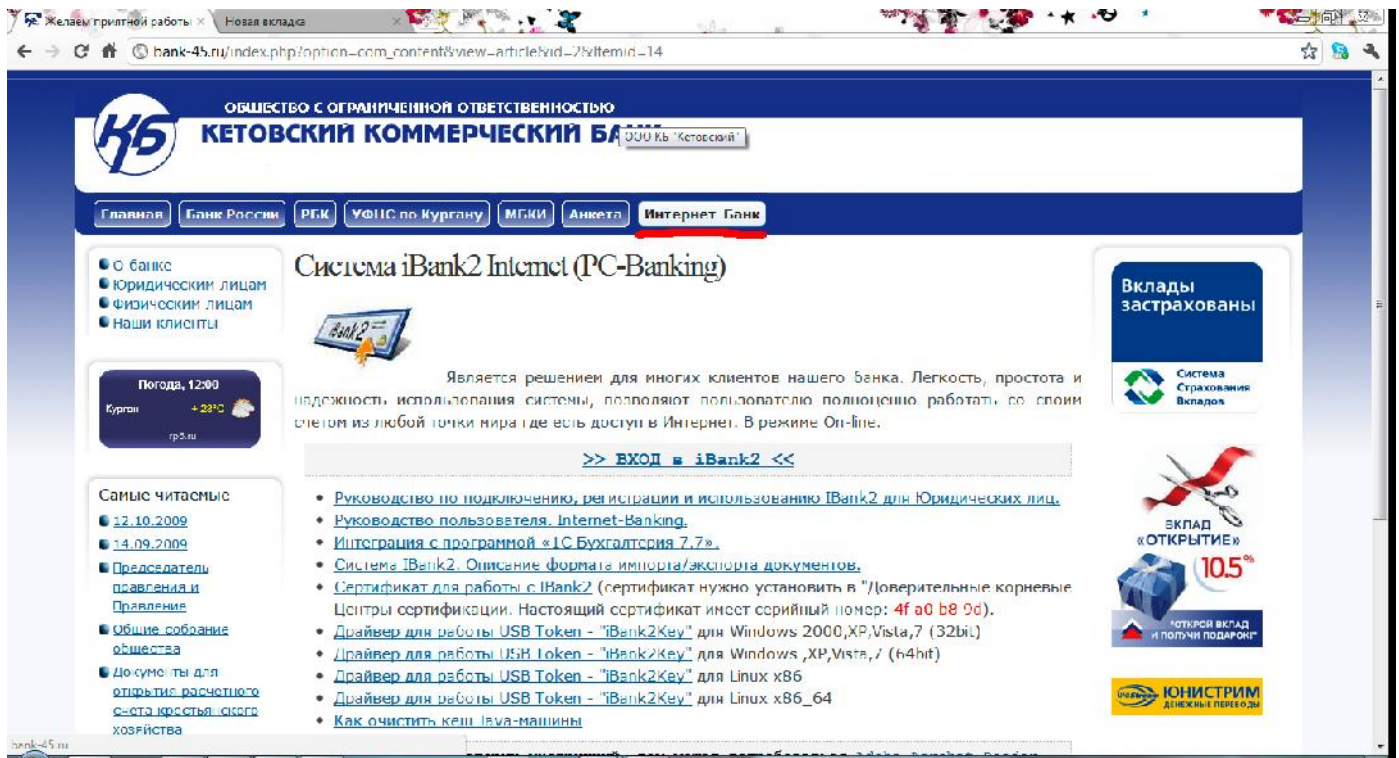 Желаем приятной работы
Новая вкладка
bank-45.ru/index.php?option=com_content&view=article&id=2&Itemid=14
КБ
ОБЩЕСТВО С ОГРАНИЧЕННОЙ ОТВЕТСТВЕННОСТЬЮ
КЕТОВСКИЙ КОММЕРЧЕСКИЙ
ООО КБ "Кетовский"
Главная Банк России РБК УФНС по Кургану МБКИ Анкета Интернет Банк
О банке
Юридическим лицам
Физическим лицам
Наши клиенты
Погода, 12:00
Курган +28°C
rp5.ru
Самые читаемые
12.10.2009
14.09.2009
Председатель
правления и
Правление
Общие собрание
общества
Документы для
открытия расчетного
счета крестьянского
хозяйства
Система iBank2 Internet (PC-Banking)
iBank2
Является решением для многих клиентов нашего банка. Легкость, простота и
надежность использования системы, позволяют пользователю полноценно работать со своим
счетом из любой точки мира где есть доступ в Интернет. В режиме On-line.
>> ВХОД в iBank2 <<
Руководство по подключению, регистрации и использованию IBank2 для Юридических лиц.
Руководство пользователя. Internet-Banking.
Интеграция с программой «1С Бухгалтерия 7.7».
Система IBank2. Описание формата импорта/экспорта документов.
Сертификат для работы с IBank2 (сертификат нужно установить в "Доверительные корневые
Центры сертификации. Настоящий сертификат имеет серийный номер: 4f a0 b8 9d).
Драйвер для работы USB Token - "iBank2Key" для Windows 2000,XP,Vista,7 (32bit)
Драйвер для работы USB Token - "iBank2Key" для Windows ,XP,Vista,7 (64bit)
Драйвер для работы USB Token - "iBank2Key" для Linux x86
Драйвер для работы USB Token - "iBank2Key" для Linux x86_64
Как очистить кеш Java-машины
Вклады
застрахованы
Система
Страхования
Вкладов
ВКЛАД
«ОТКРЫТИЕ»
10.5%
ОТКРОЙ ВКЛАД
И ПОЛУЧИ ПОДАРОК!
ЮНИСТРИМ
ДЕНЕЖНЫЕ ПЕРЕВОДЫ
bank-45.ru